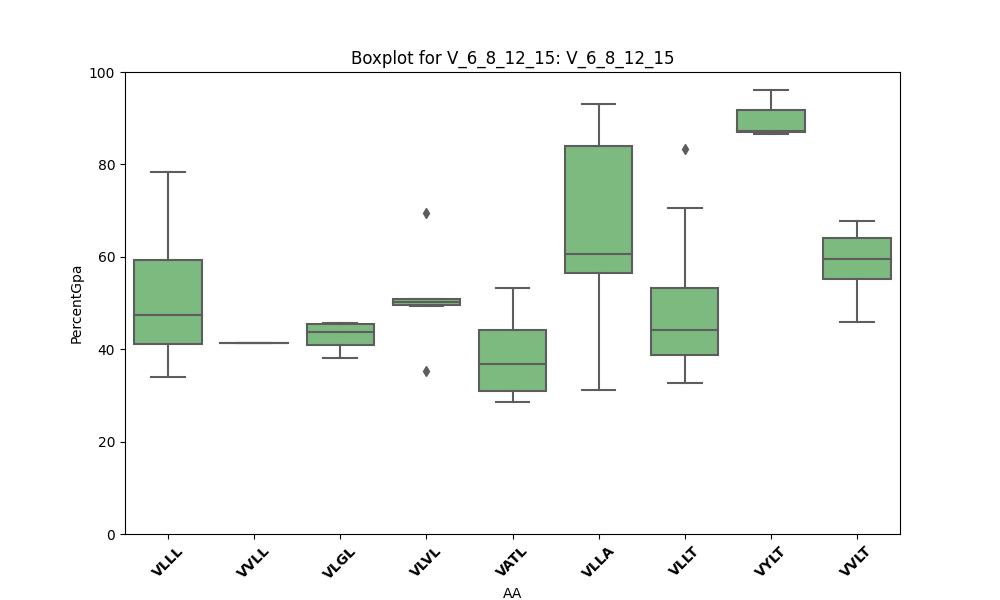 Boxplot for V_6_8_12_15: V_6_8_12_15
100
80
60
40
20
0
PercentGpa
VLLL
VVLL
VLGL
VLVL
VATL
VLLA
VLLT
VYLT
VVLT
AA